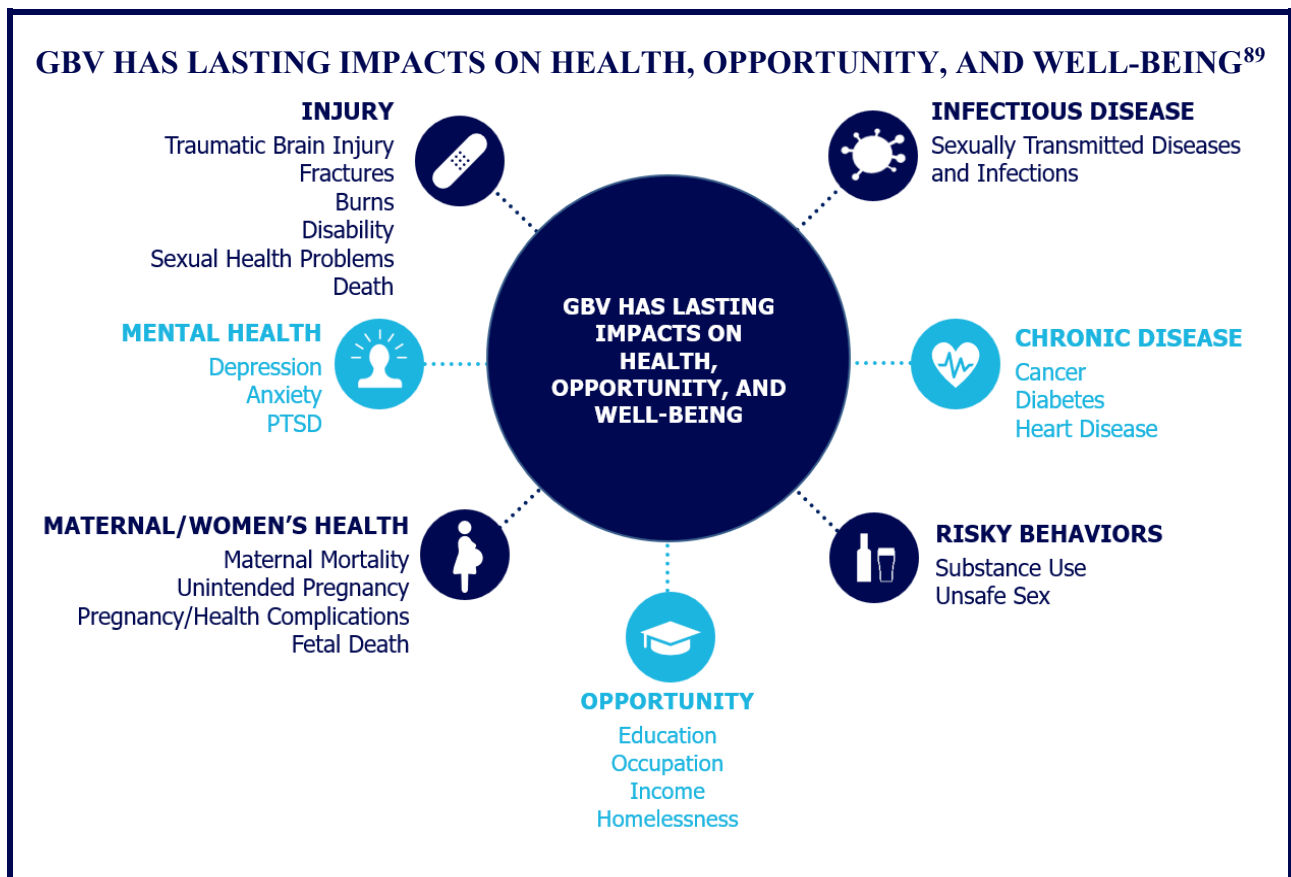 GBV HAS LASTING IMPACTS ON HEALTH, OPPORTUNITY, AND WELL-BEING89
INJURY
Traumatic Brain Injury
Fractures
Burns
Disability
Sexual Health Problems
Death
INFECTIOUS DISEASE
Sexually Transmitted Diseases
and Infections
GBV HAS LASTING
IMPACTS ON
HEALTH,
OPPORTUNITY, AND
WELL-BEING
MENTAL HEALTH
Depression
Anxiety
PTSD
CHRONIC DISEASE
Cancer
Diabetes
Heart Disease
MATERNAL/WOMEN’S HEALTH
Maternal Mortality
Unintended Pregnancy
Pregnancy/Health Complications
Fetal Death
RISKY BEHAVIORS
Substance Use
Unsafe Sex
OPPORTUNITY
Education
Occupation
Income
Homelessness